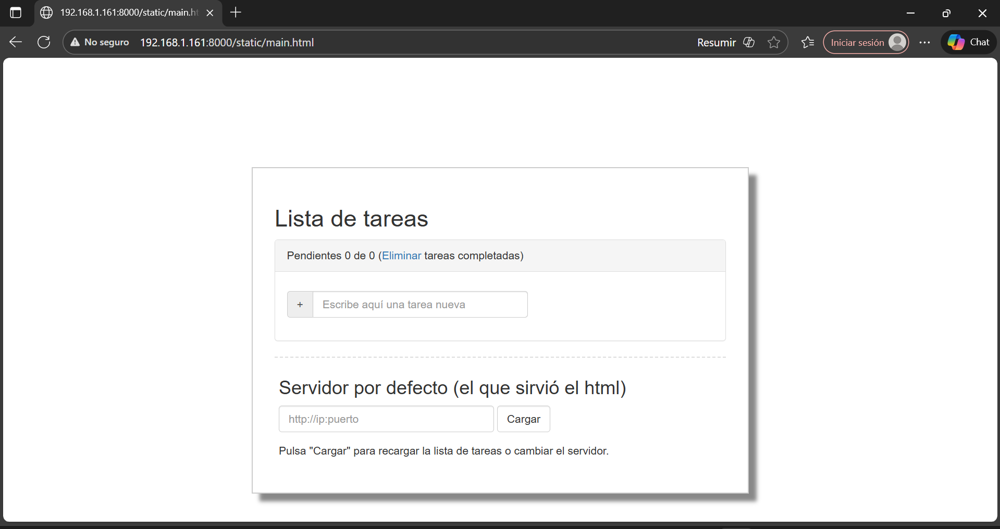 192.168.1.161:8000/static/main.ht
No seguro 192.168.1.161:8000/static/main.html Resumir Iniciar sesión Chat
Lista de tareas
Pendientes 0 de 0 (Eliminar tareas completadas)
+ Escribe aquí una tarea nueva
Servidor por defecto (el que sirvió el html)
http://ip:puerto Cargar
Pulsa "Cargar" para recargar la lista de tareas o cambiar el servidor.